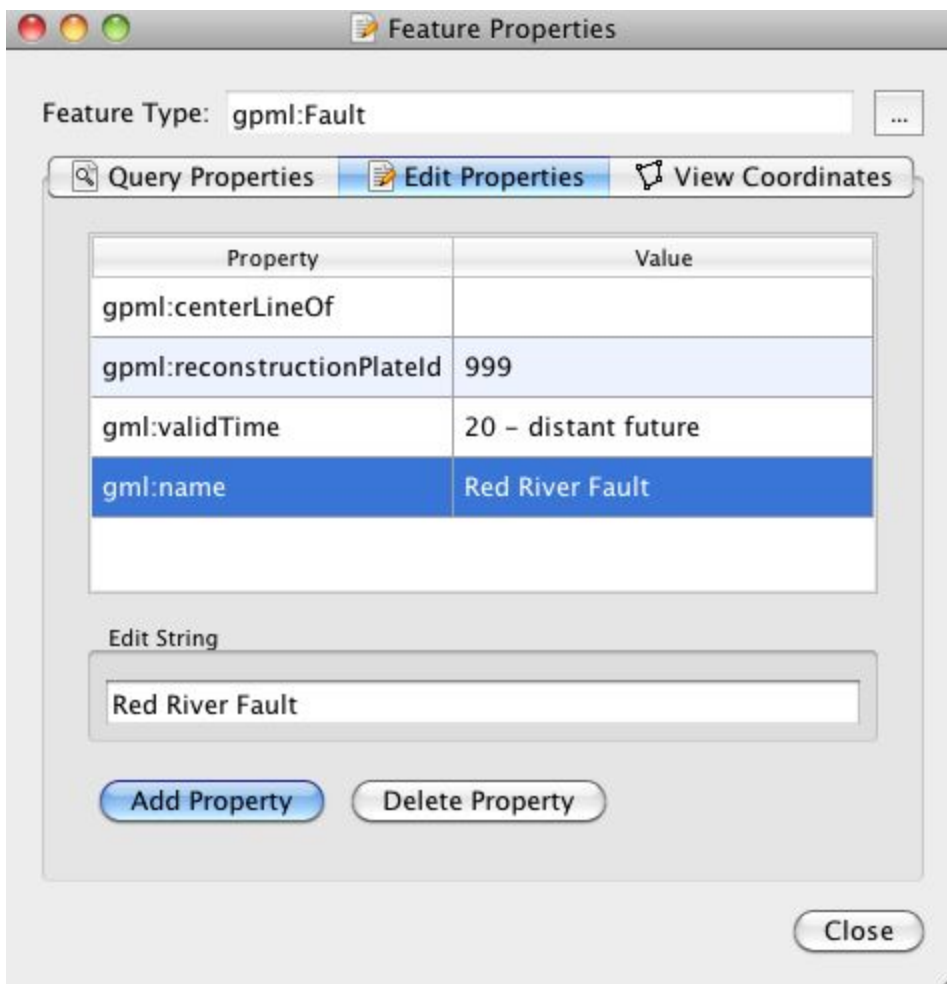 Feature Properties
Feature Type: gpml:Fault ...
Query Properties Edit Properties View Coordinates
Property Value
gpml:centerLineOf
gpml:reconstructionPlateId 999
gml:validTime 20 – distant future
gml:name Red River Fault
Edit String
Red River Fault
Add Property Delete Property
Close